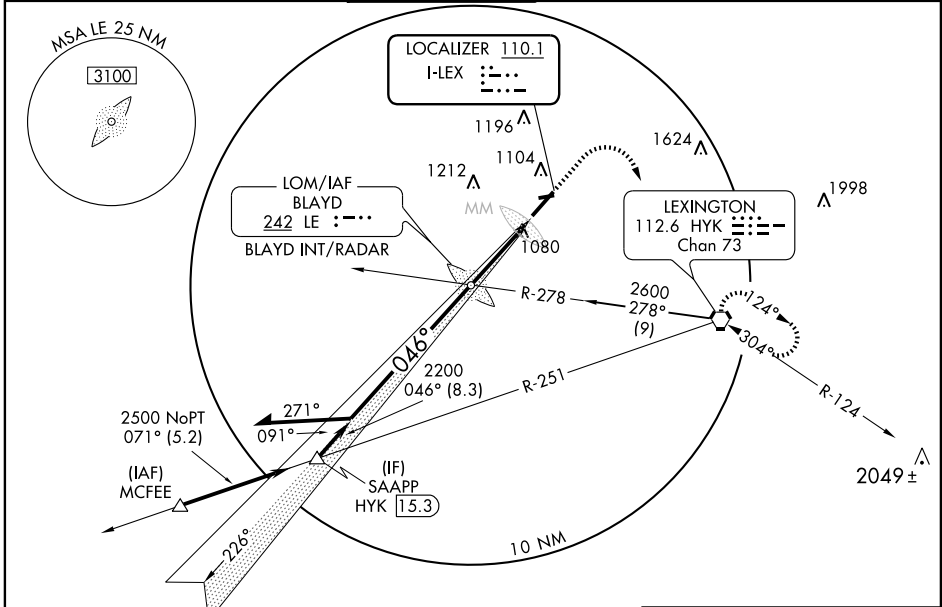 MSA LE 25 NM
3100
LOCALIZER 110.1
I-LEX
1196
1104
1212
1624
1998
LOM/IAF
BLAYD
242 LE
BLAYD INT/RADAR
MM
1080
LEXINGTON
112.6 HYK
Chan 73
R-278
2600
278°
(9)
124°
304°
R-124
2049 ±
046°
2200
046° (8.3)
R-251
271°
091°
2500 NoPT
071° (5.2)
(IAF)
MCFEE
(IF)
SAAPP
HYK 15.3
226°
10 NM